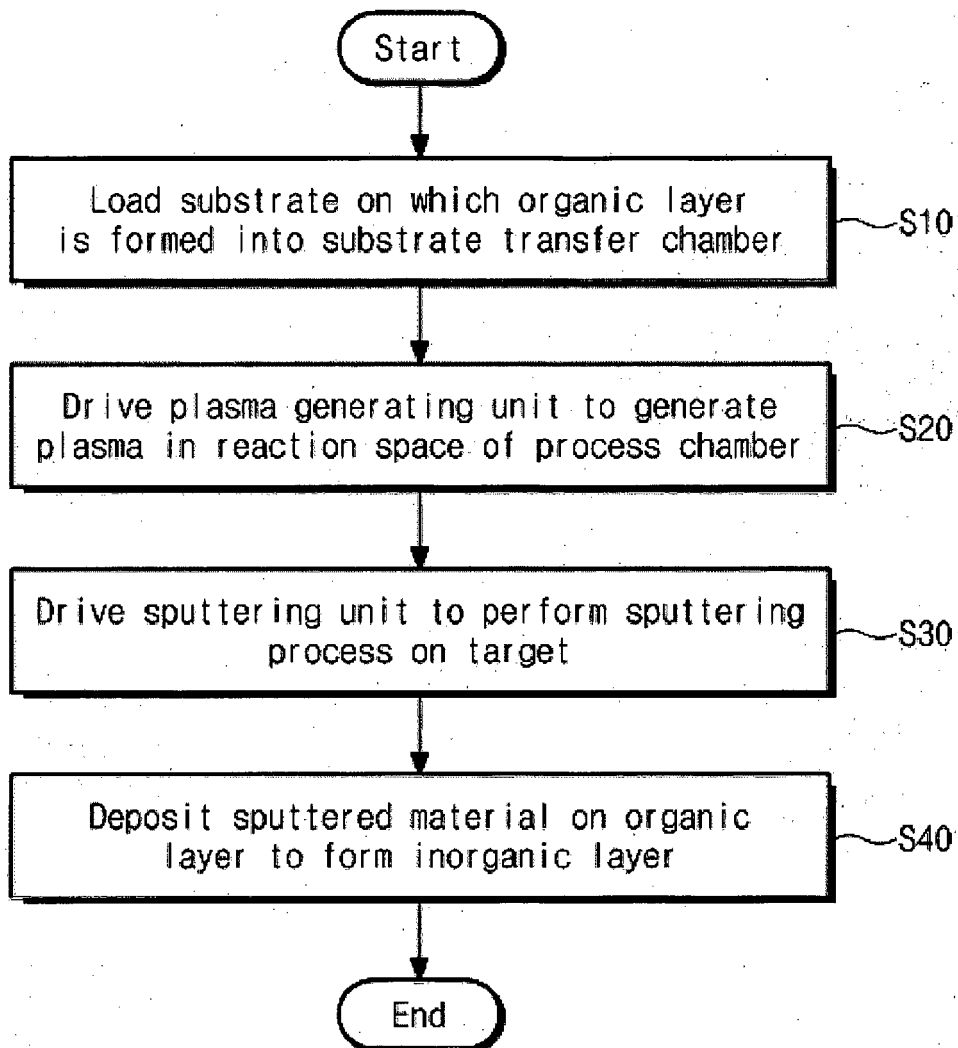 Start
Load substrate on which organic layer
is formed into substrate transfer chamber
S10
Drive plasma generating unit to generate
plasma in reaction space of process chamber
S20
Drive sputtering unit to perform sputtering
process on target
S30
Deposit sputtered material on organic
layer to form inorganic layer
S40
End